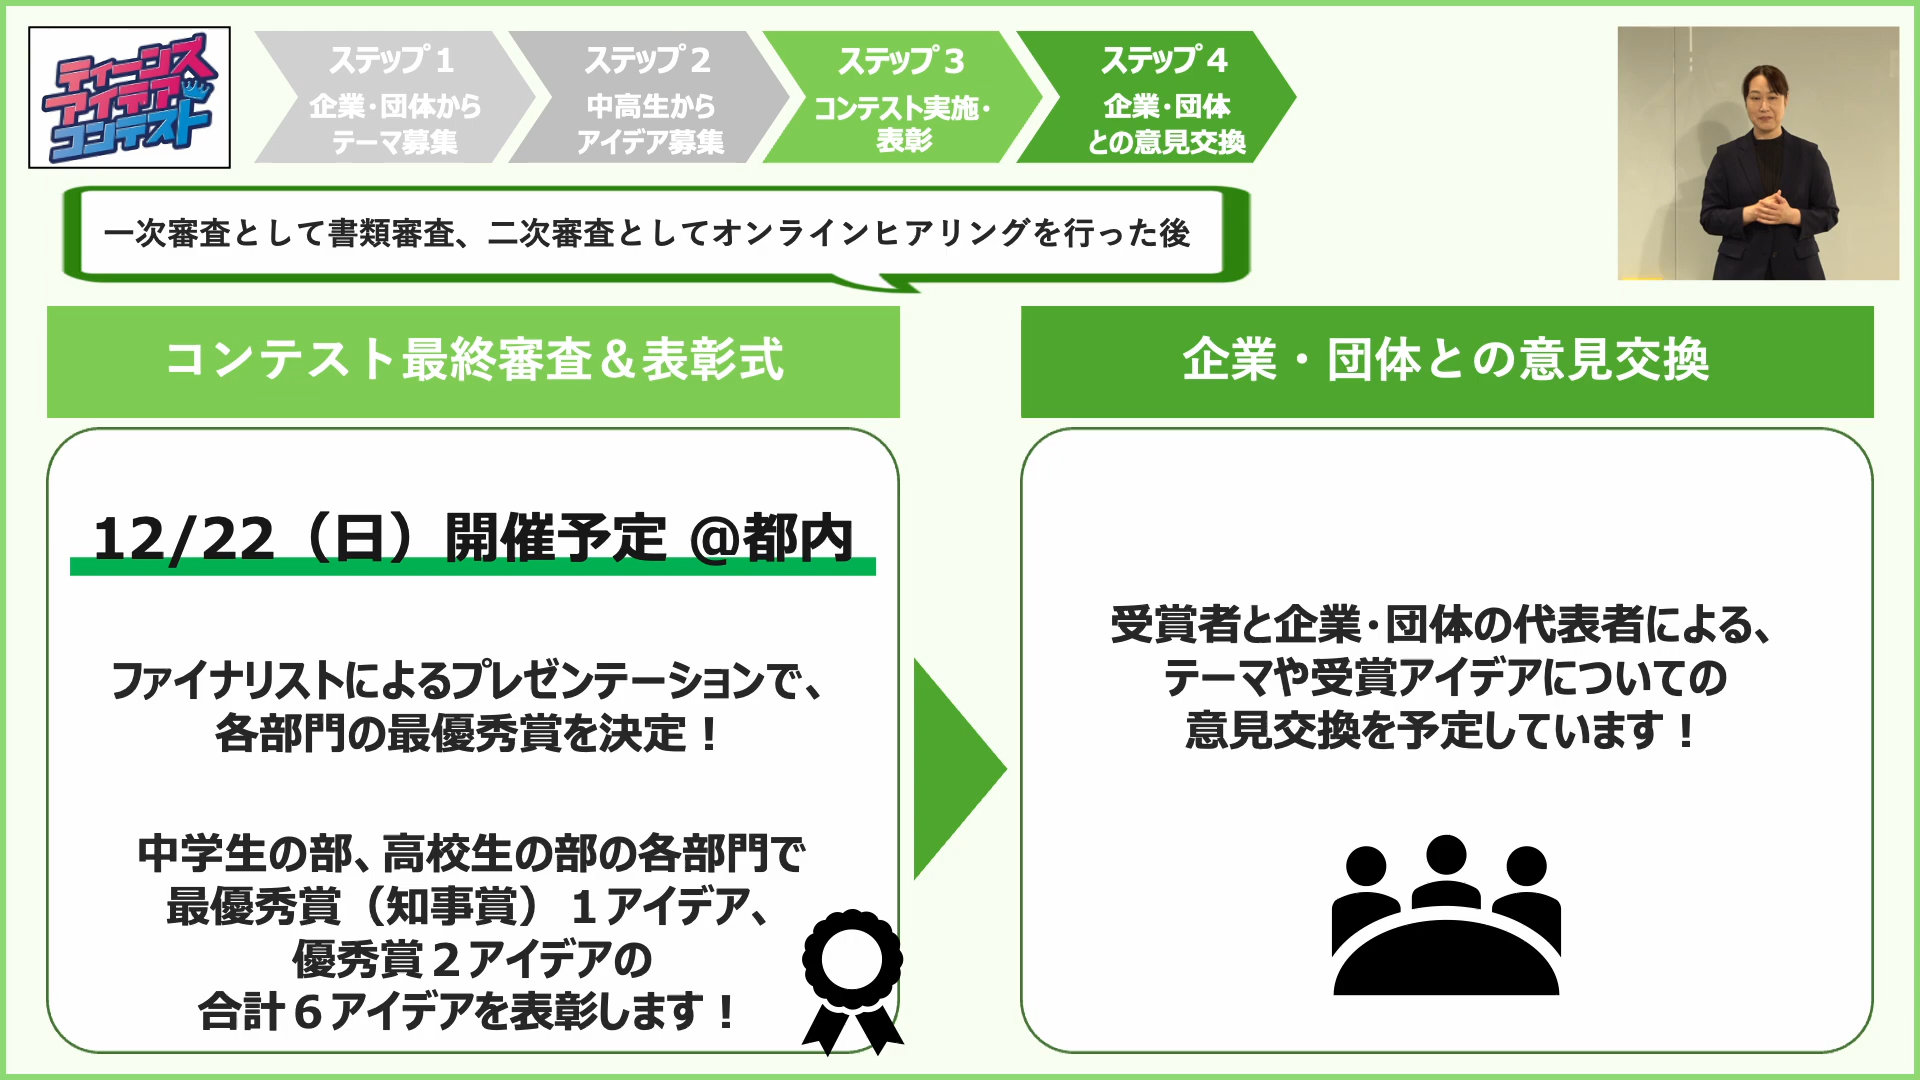 ティーンズ
アイデア
コンテスト
ステップ１
企業・団体から
テーマ募集
ステップ２
中高生から
アイデア募集
ステップ３
コンテスト実施・
表彰
ステップ４
企業・団体
との意見交換
一次審査として書類審査、二次審査としてオンラインヒアリングを行った後
コンテスト最終審査＆表彰式
12/22（日）開催予定 @都内
ファイナリストによるプレゼンテーションで、
各部門の最優秀賞を決定！
中学生の部、高校生の部の各部門で
最優秀賞（知事賞）１アイデア、
優秀賞２アイデアの
合計６アイデアを表彰します！
企業・団体との意見交換
受賞者と企業・団体の代表者による、
テーマや受賞アイデアについての
意見交換を予定しています！